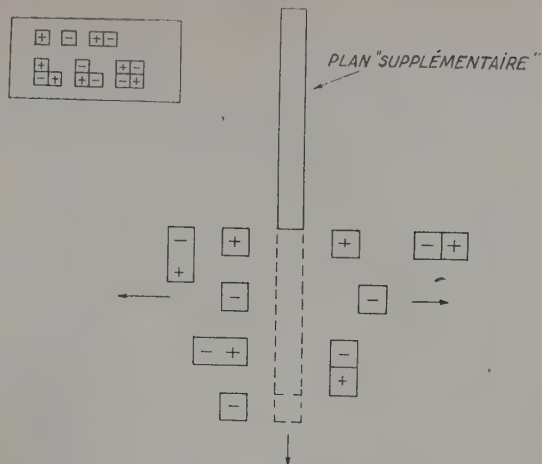 + - + -
+ - + -
- + + - - +
PLAN "SUPPLÉMENTAIRE"
- + + - +
+
- -
- + -
+
-